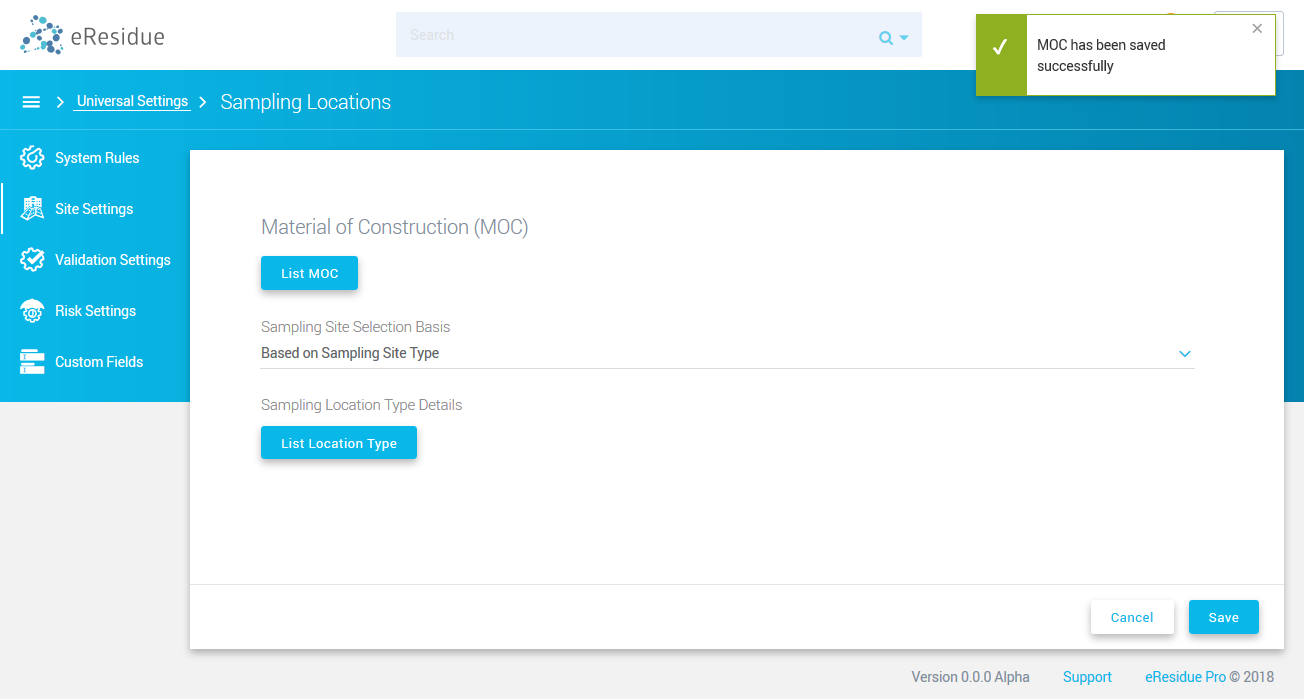 eResidue
Search
MOC has been saved
successfully
Universal Settings
Sampling Locations
System Rules
Site Settings
Validation Settings
Risk Settings
Custom Fields
Material of Construction (MOC)
List MOC
Sampling Site Selection Basis
Based on Sampling Site Type
Sampling Location Type Details
List Location Type
Cancel
Save
Version 0.0.0 Alpha
Support
eResidue Pro © 2018